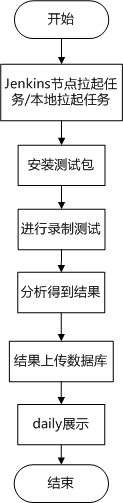 开始
Jenkins节点拉起任
务/本地拉起任务
安装测试包
进行录制测试
分析得到结果
结果上传数据库
daily展示
结束